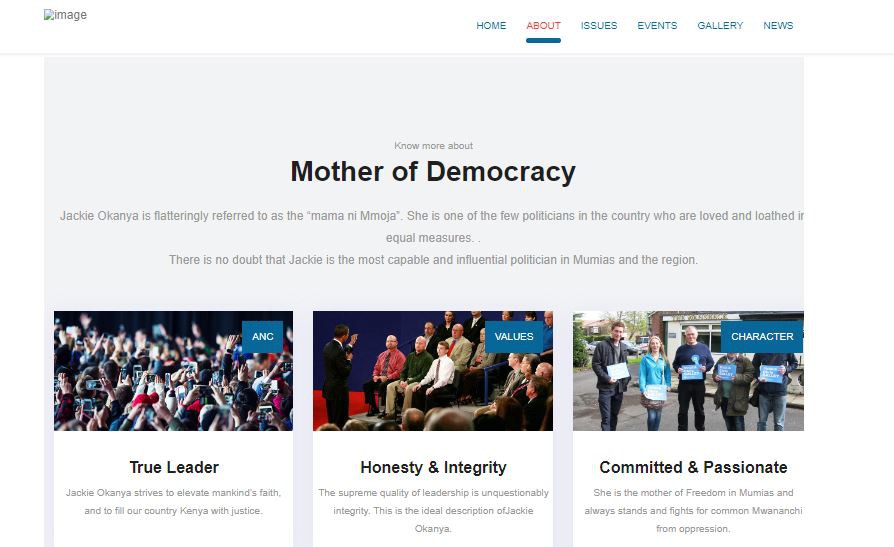 image
HOME ABOUT ISSUES EVENTS GALLERY NEWS
Know more about
Mother of Democracy
Jackie Okanya is flatteringly referred to as the “mama ni Mmoja”. She is one of the few politicians in the country who are loved and loathed in
equal measures. .
There is no doubt that Jackie is the most capable and influential politician in Mumias and the region.
ANC
VALUES
CHARACTER
True Leader
Jackie Okanya strives to elevate mankind's faith,
and to fill our country Kenya with justice.
Honesty & Integrity
The supreme quality of leadership is unquestionably
integrity. This is the ideal description ofJackie
Okanya.
Committed & Passionate
She is the mother of Freedom in Mumias and
always stands and fights for common Mwananchi
from oppression.